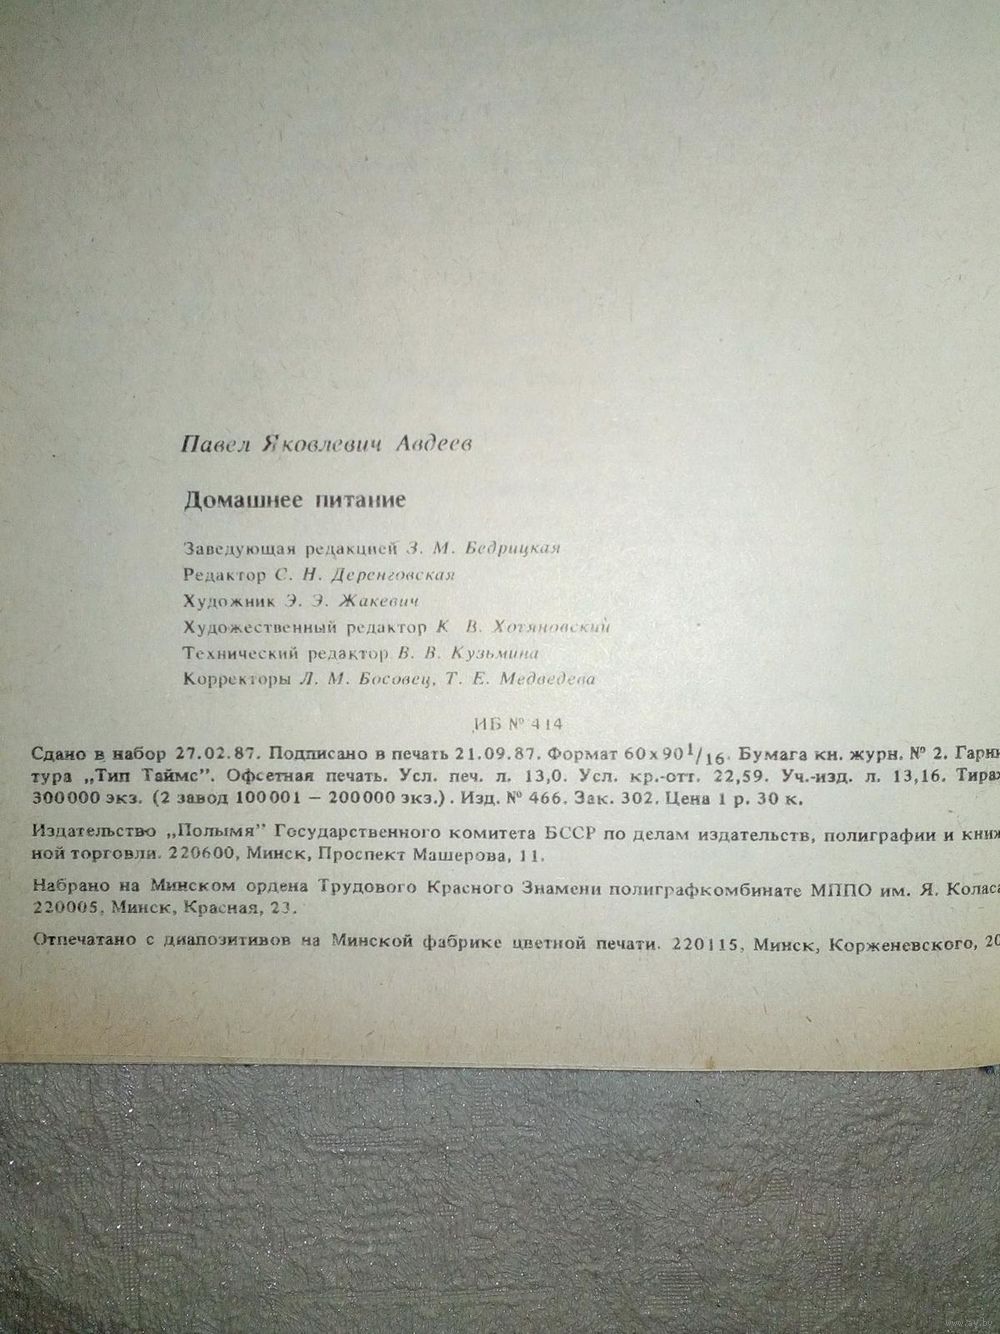 Павел Яковлевич Авдеев
Домашнее питание
Заведующая редакцией З. М. Бедрицкая
Редактор С. Н. Деренговская
Художник Э. Э. Жакевич
Художественный редактор К В. Хотяновский
Технический редактор В. В. Кузьмина
Корректоры Л. М. Босовец, Т. Е. Медведева
ИБ № 414
Сдано в набор 27.02.87. Подписано в печать 21.09.87. Формат 60х90 1/16. Бумага кн. журн. № 2. Гарни
тура „Тип Таймс”. Офсетная печать. Усл. печ. л. 13,0. Усл. кр.-отт. 22,59. Уч.-изд. л. 13,16. Тираж
300000 экз. (2 завод 100001 – 200000 экз.). Изд. № 466. Зак. 302. Цена 1 р. 30 к.
Издательство „Полымя” Государственного комитета БССР по делам издательств, полиграфии и книж
ной торговли. 220600, Минск, Проспект Машерова, 11.
Набрано на Минском ордена Трудового Красного Знамени полиграфкомбинате МППО им. Я. Коласа
220005, Минск, Красная, 23.
Отпечатано с диапозитивов на Минской фабрике цветной печати. 220115, Минск, Корженевского, 20